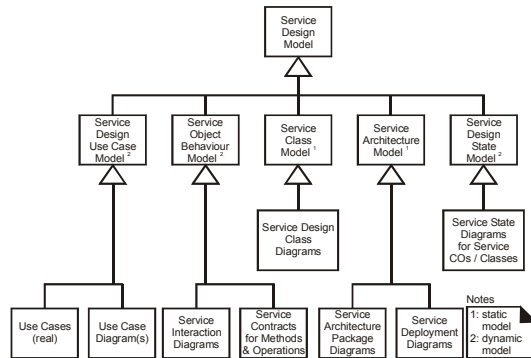 Service
Design
Model
Service
Design
Use Case
Model 2
Service
Object
Behaviour
Model 2
Service
Class
Model 1
Service
Architecture
Model 1
Service
Design
State
Model 2
Service Design
Class
Diagrams
Service State
Diagrams
for Service
COs / Classes
Use Cases
(real)
Use Case
Diagram(s)
Service
Interaction
Diagrams
Service
Contracts
for Methods
& Operations
Service
Architecture
Package
Diagrams
Service
Deployment
Diagrams
Notes
1: static
model
2: dynamic
model